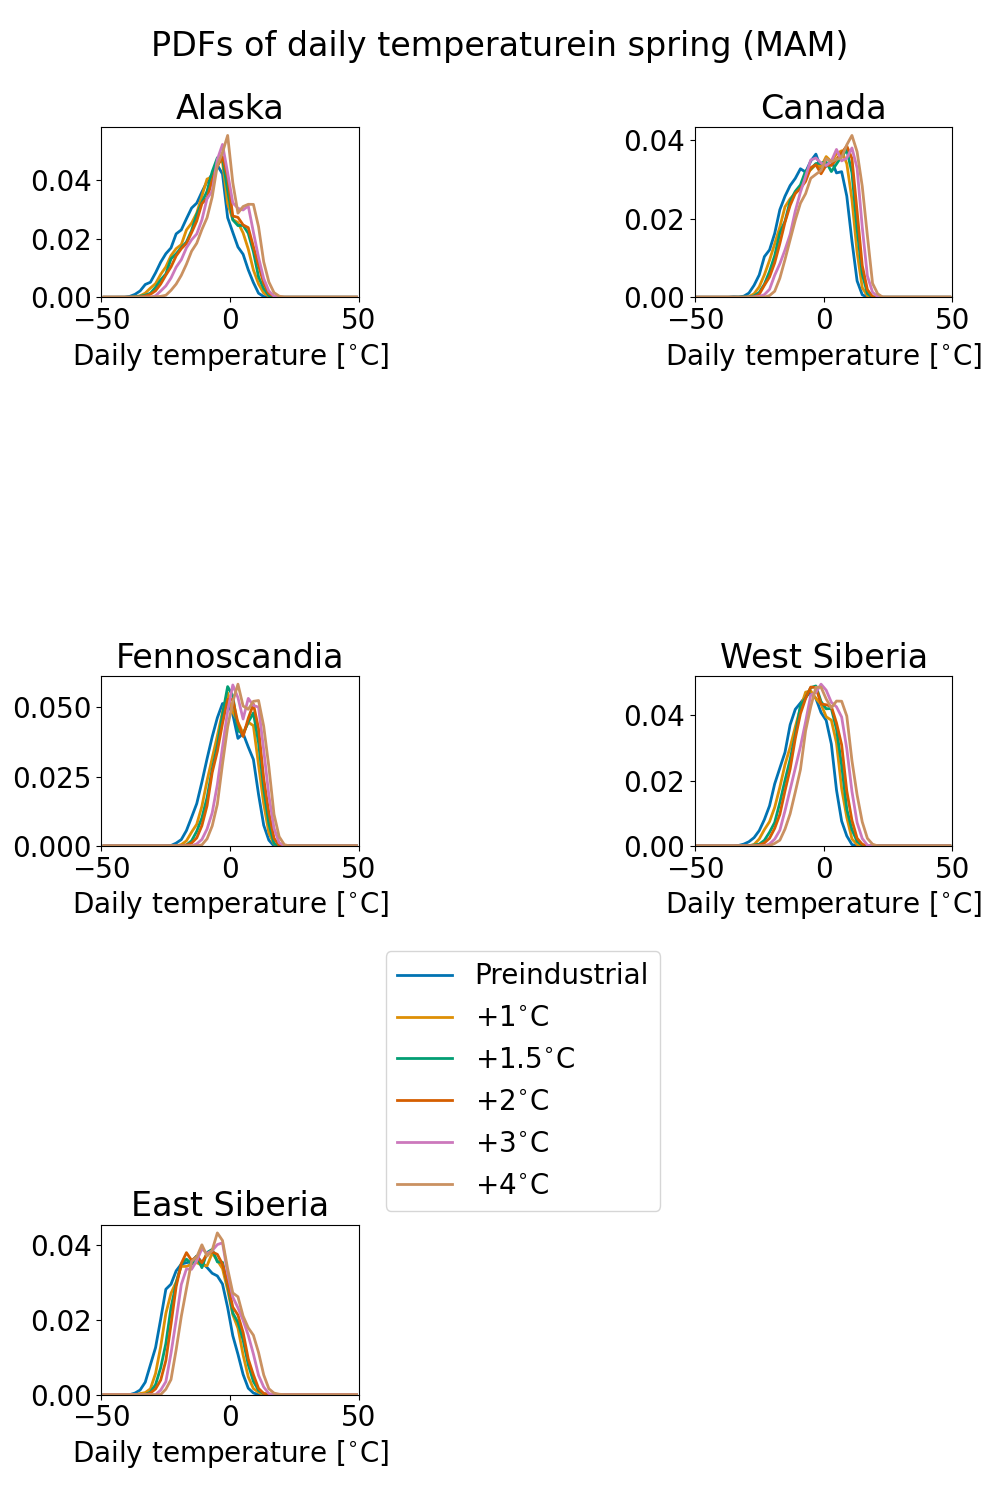 PDFs of daily temperaturein spring (MAM)
Alaska
Canada
0.04
0.02
0.00
−50 0 50
Daily temperature [°C]
0.04
0.02
0.00
−50 0 50
Daily temperature [°C]
Fennoscandia
West Siberia
0.050
0.025
0.000
−50 0 50
Daily temperature [°C]
0.04
0.02
0.00
−50 0 50
Daily temperature [°C]
Preindustrial
+1°C
+1.5°C
+2°C
+3°C
+4°C
East Siberia
0.04
0.02
0.00
−50 0 50
Daily temperature [°C]